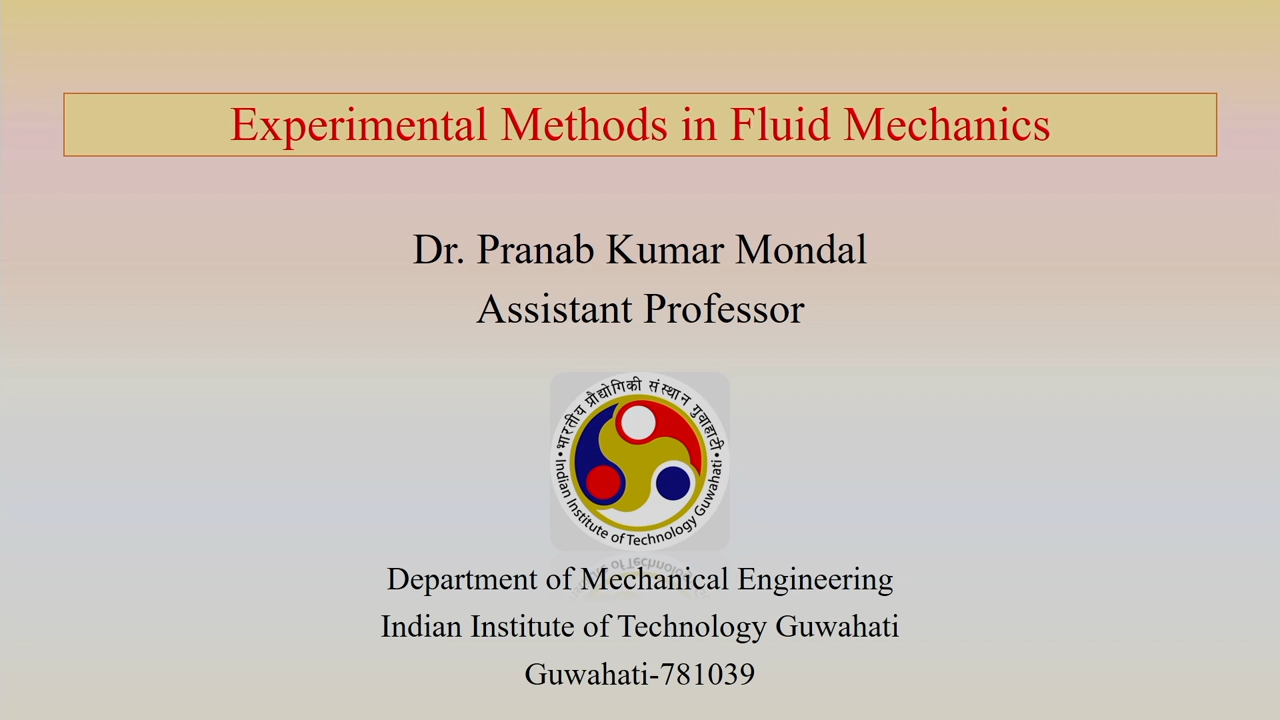 Experimental Methods in Fluid Mechanics
Dr. Pranab Kumar Mondal
Assistant Professor
भारतीय प्रौद्योगिकी संस्थान गुवाहाटी
Indian Institute of Technology Guwahati
Department of Mechanical Engineering
Indian Institute of Technology Guwahati
Guwahati-781039